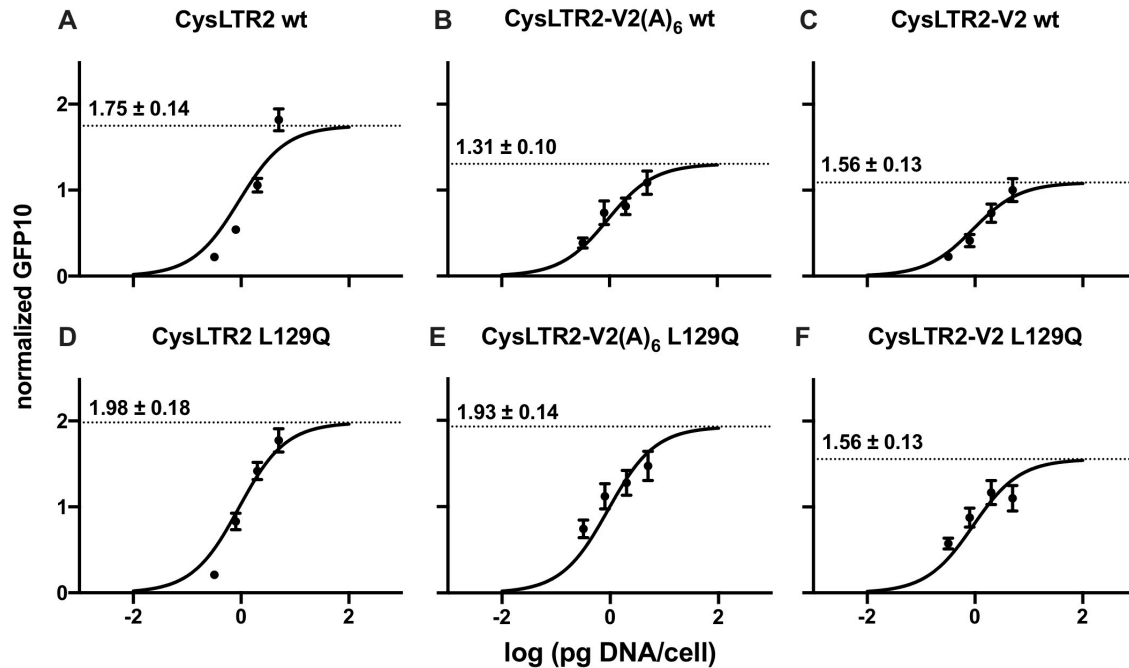 A CysLTR2 wt
B CysLTR2-V2(A)₆ wt
C CysLTR2-V2 wt
2
1.75 ± 0.14
1
0
1.31 ± 0.10
1.56 ± 0.13
normalized GFP10
D CysLTR2 L129Q
E CysLTR2-V2(A)₆ L129Q
F CysLTR2-V2 L129Q
2
1.98 ± 0.18
1
0
1.93 ± 0.14
1.56 ± 0.13
-2 0 2
-2 0 2
-2 0 2
log (pg DNA/cell)